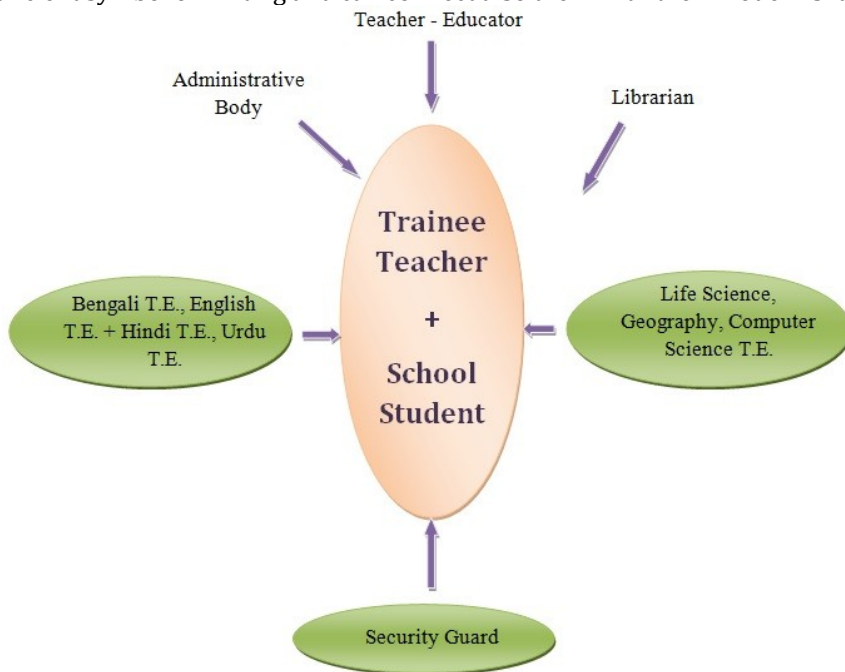 Teacher - Educator
Administrative
Body
Librarian
Trainee
Teacher
+
School
Student
Bengali T.E., English
T.E. + Hindi T.E., Urdu
T.E.
Life Science,
Geography, Computer
Science T.E.
Security Guard